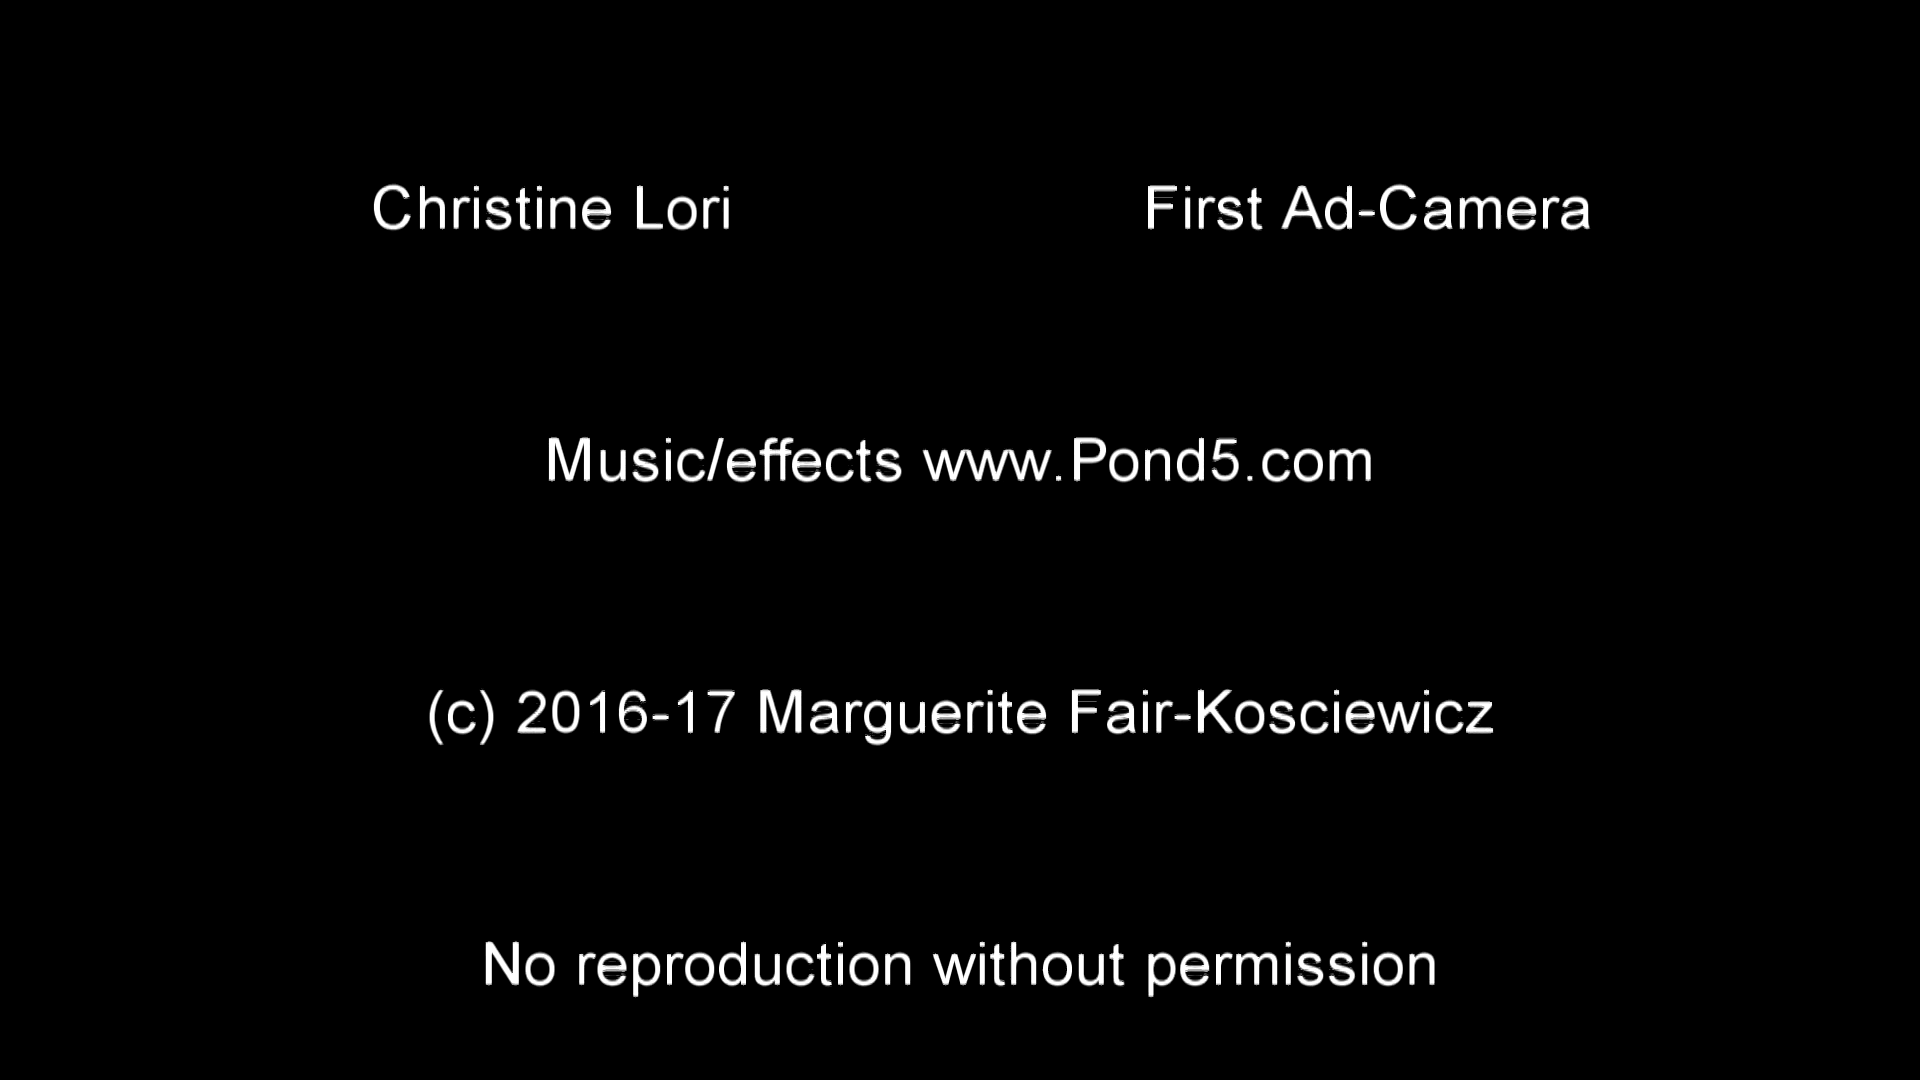 Christine Lori First Ad-Camera
Music/effects www.Pond5.com
(c) 2016-17 Marguerite Fair-Kosciewicz
No reproduction without permission